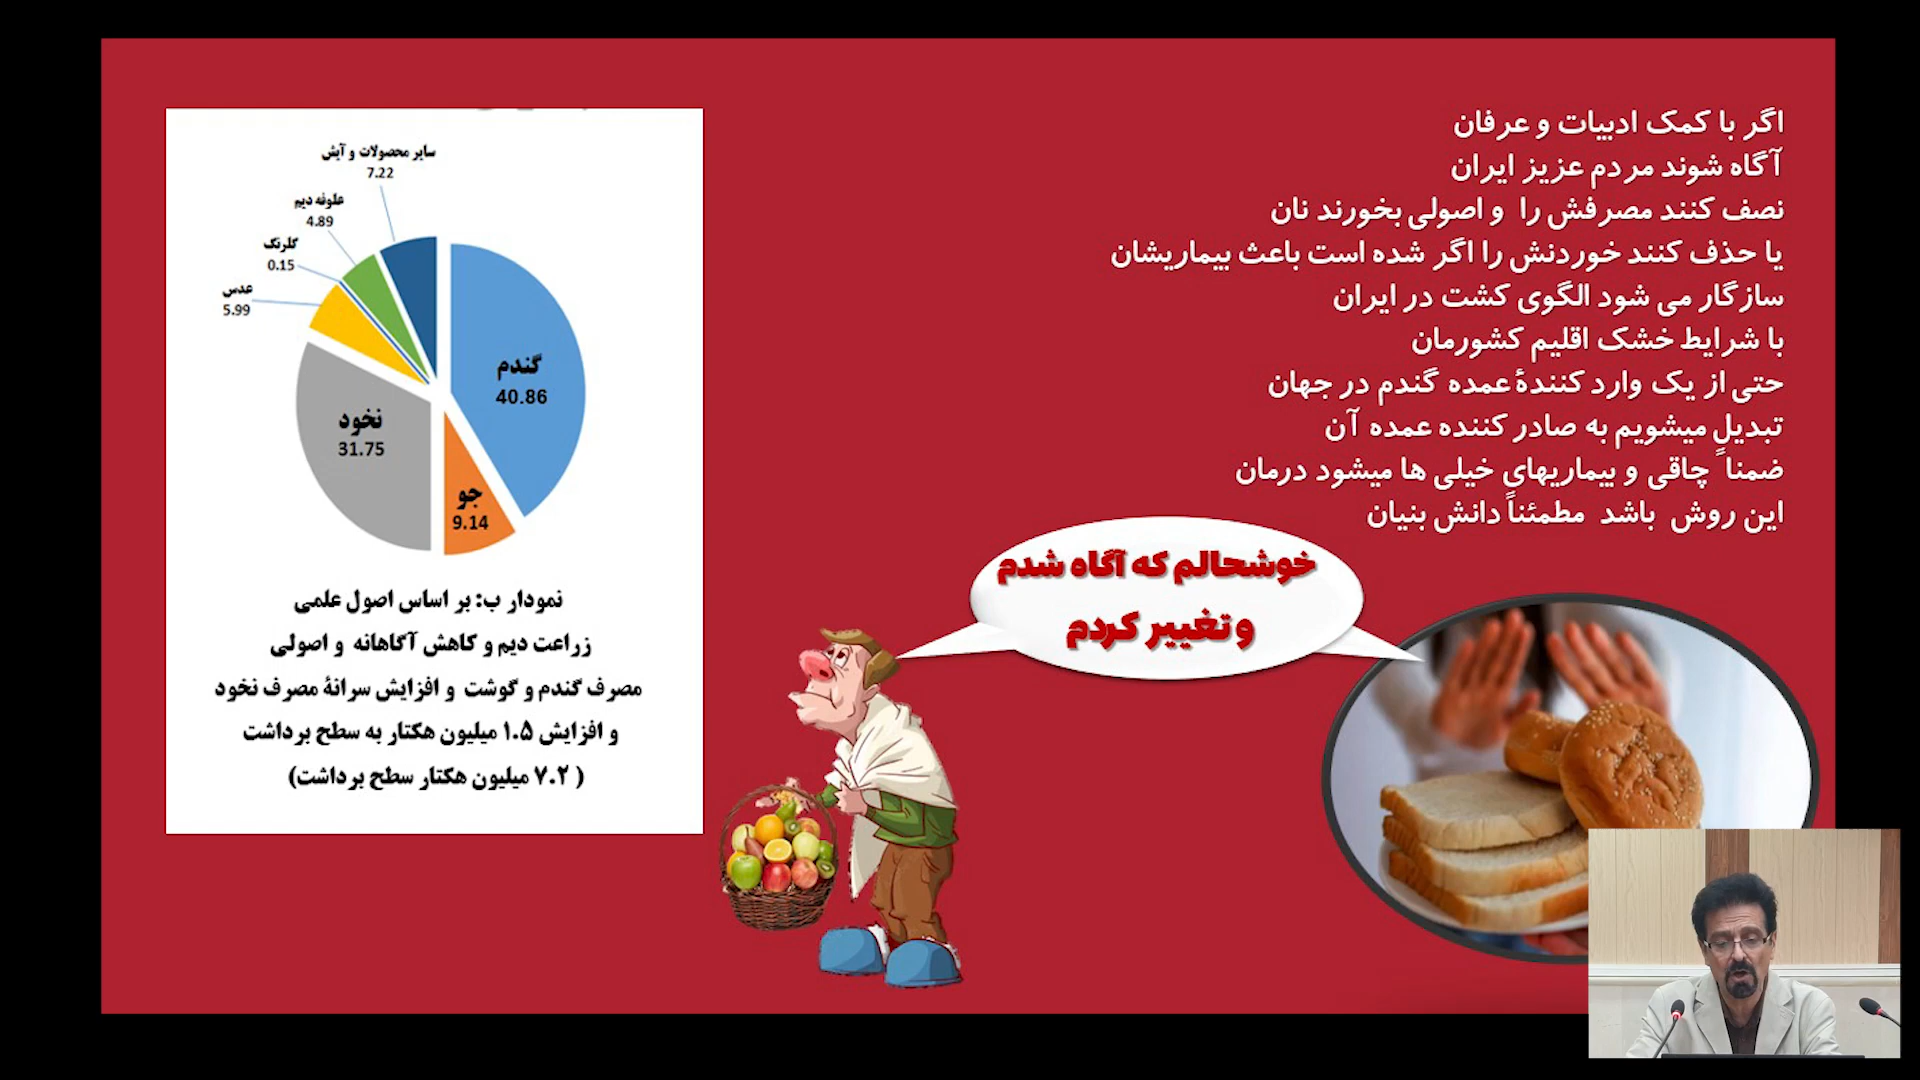 اگر با کمک ادبیات و عرفان
آگاه شوند مردم عزیز ایران
نصف کنند مصرفش را و اصولی بخورند نان
یا حذف کنند خوردنش را اگر شده است باعث بیماریشان
سازگار می شود الگوی کشت در ایران
با شرایط خشک اقلیم کشورمان
حتی از یک وارد کنندهٔ عمده گندم در جهان
تبدیل میشویم به صادر کننده عمده آن
ضمناً چاقی و بیماریهای خیلی ها میشود درمان
این روش باشد مطمئناً دانش بنیان
سایر محصولات و آیش
7.22
علوفه دیم
4.89
گلرنگ
0.15
عدس
5.99
گندم
40.86
نخود
31.75
جو
9.14
نمودار ب: بر اساس اصول علمی
زراعت دیم و کاهش آگاهانه و اصولی
مصرف گندم و گوشت و افزایش سرانهٔ مصرف نخود
و افزایش ۱.۵ میلیون هکتار به سطح برداشت
( ۷.۲ میلیون هکتار سطح برداشت)
خوشحالم که آگاه شدم
و تغییر کردم